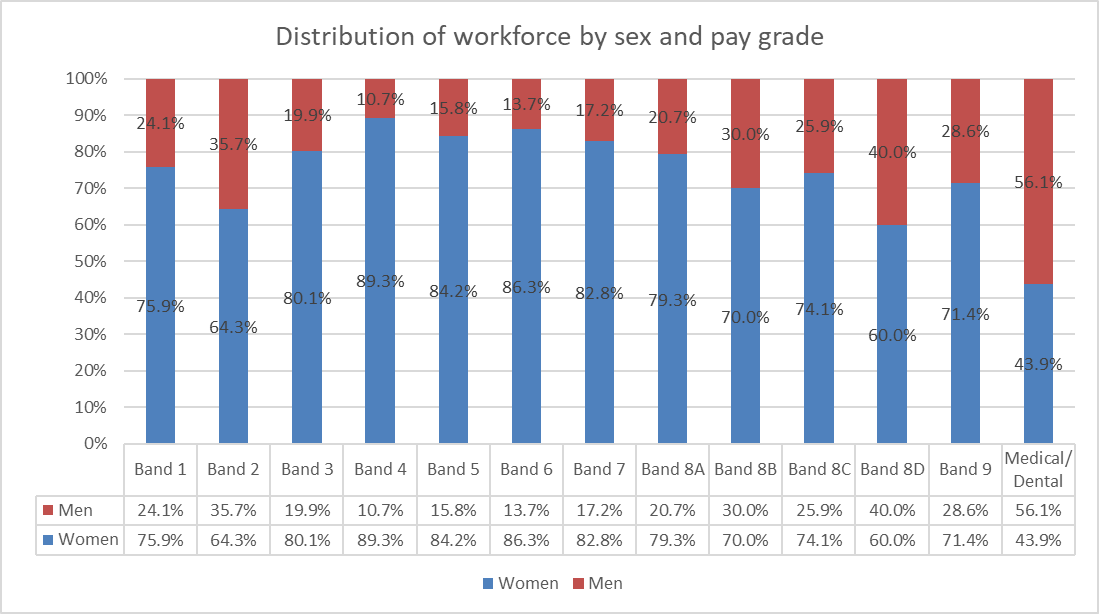 Distribution of workforce by sex and pay grade
100%
90%
80%
70%
60%
50%
40%
30%
20%
10%
0%
24.1% 35.7% 19.9% 10.7% 15.8% 13.7% 17.2% 20.7% 30.0% 25.9% 40.0% 28.6% 56.1%
75.9% 64.3% 80.1% 89.3% 84.2% 86.3% 82.8% 79.3% 70.0% 74.1% 60.0% 71.4% 43.9%
Band 1 Band 2 Band 3 Band 4 Band 5 Band 6 Band 7 Band 8A Band 8B Band 8C Band 8D Band 9 Medical/
Dental
Men 24.1% 35.7% 19.9% 10.7% 15.8% 13.7% 17.2% 20.7% 30.0% 25.9% 40.0% 28.6% 56.1%
Women 75.9% 64.3% 80.1% 89.3% 84.2% 86.3% 82.8% 79.3% 70.0% 74.1% 60.0% 71.4% 43.9%
Women Men